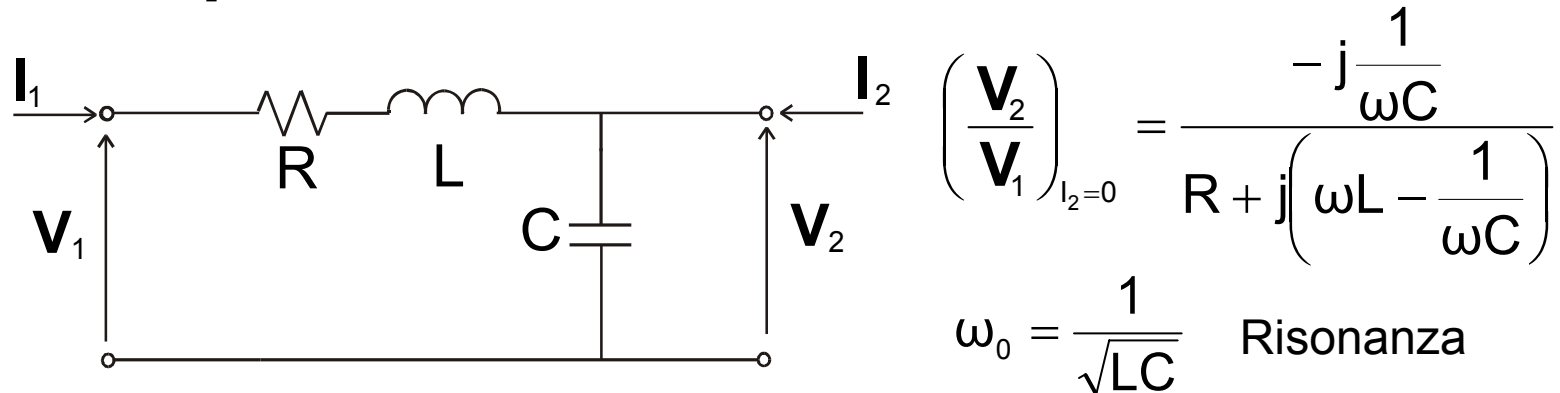 I₁
R
L
C
V₁
V₂
I₂
(V₂/V₁)_{I₂=0} = (− j 1/ωC) / (R + j(ωL − 1/ωC))
ω₀ = 1/√LC Risonanza